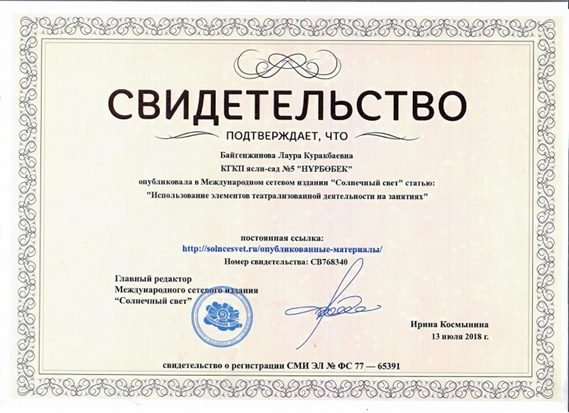 СВИДЕТЕЛЬСТВО
ПОДТВЕРЖДАЕТ, ЧТО
Байгенжинова Лаура Куракбаевна
КГКП ясли-сад №5 "НҰРБӨБЕК"
опубликовала в Международном сетевом издании "Солнечный свет" статью:
"Использование элементов театрализованной деятельности на занятиях"
постоянная ссылка:
http://solncesvet.ru/опубликованные-материалы/
Номер свидетельства: СВ768340
Главный редактор
Международного сетевого издания
“Солнечный свет”
Ирина Космынина
13 июля 2018 г.
свидетельство о регистрации СМИ ЭЛ № ФС 77 — 65391